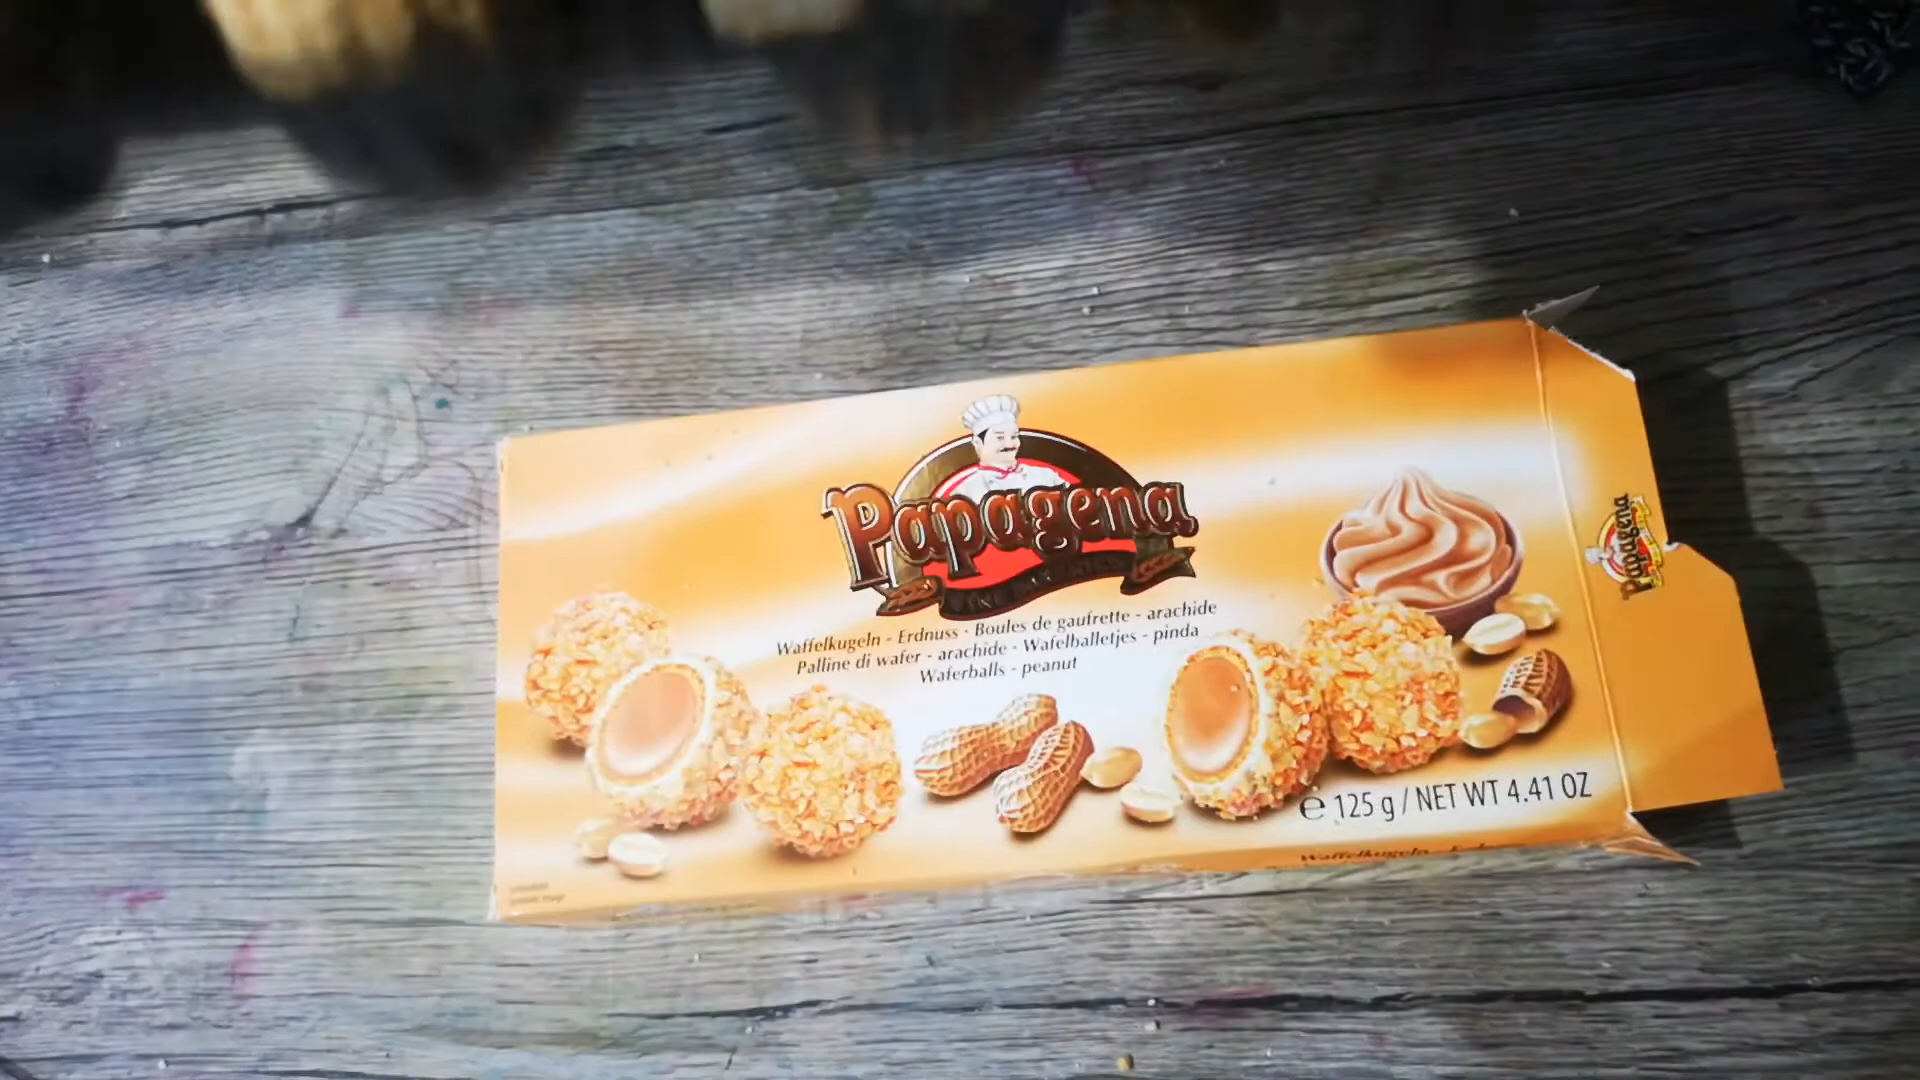 Papagena
Waffelkugeln - Erdnuss · Boules de gaufrette - arachide
Palline di wafer - arachide · Wafelballetjes - pinda
Waferballs - peanut
e 125 g / NET WT 4.41 OZ
Papagena